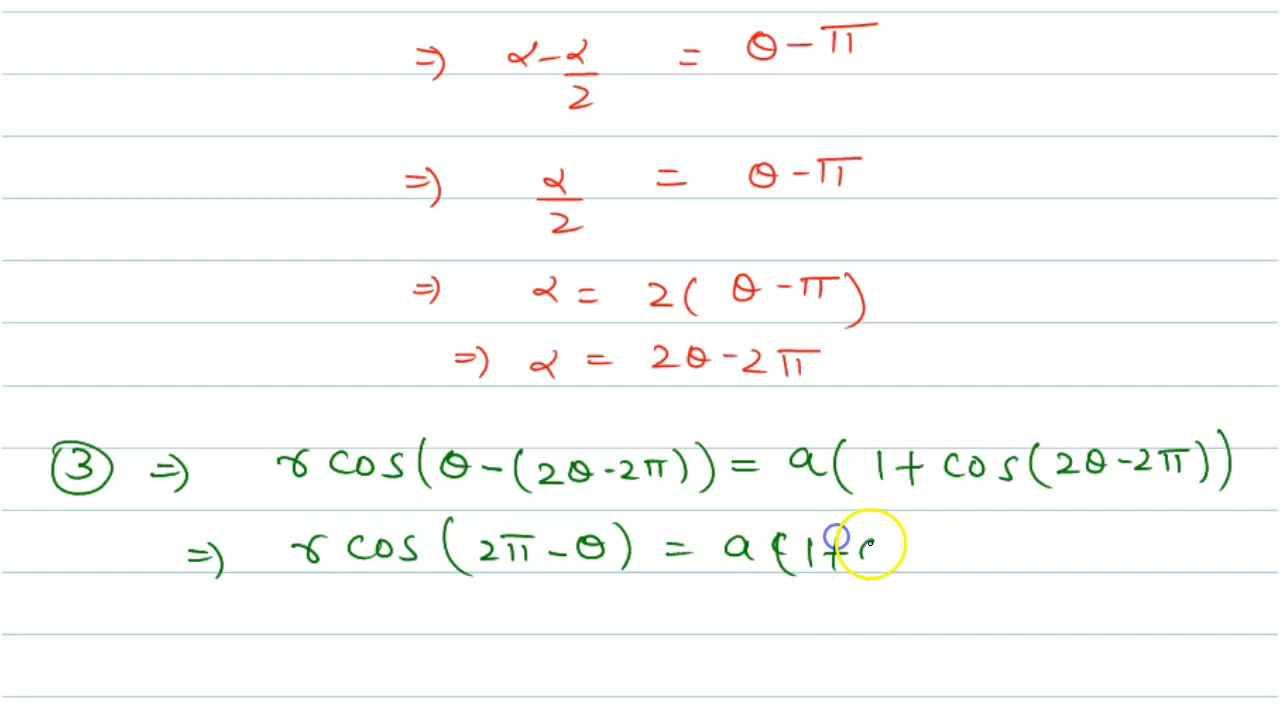 ⇒ α - α/2 = θ - π
⇒ α/2 = θ - π
⇒ α = 2( θ - π )
⇒ α = 2θ - 2π
③ ⇒ r cos(θ - (2θ - 2π)) = a( 1 + cos(2θ - 2π))
⇒ r cos (2π - θ) = a (1 +